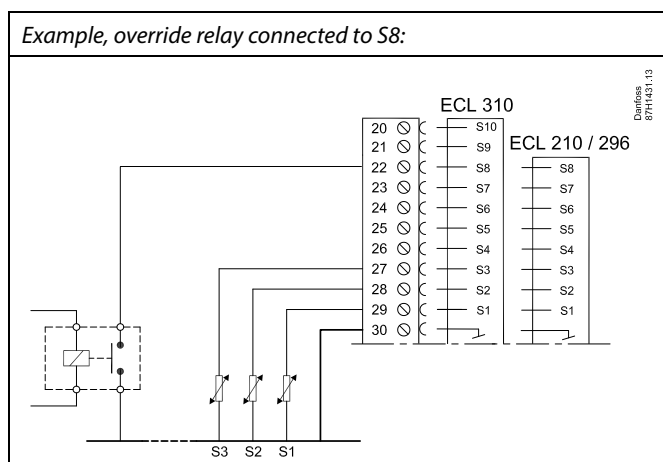 Example, override relay connected to S8:
Danfoss
87H1431.13
ECL 310
ECL 210 / 296
20 S10
21 S9
22 S8 S8
23 S7 S7
24 S6 S6
25 S5 S5
26 S4 S4
27 S3 S3
28 S2 S2
29 S1 S1
30
S3 S2 S1